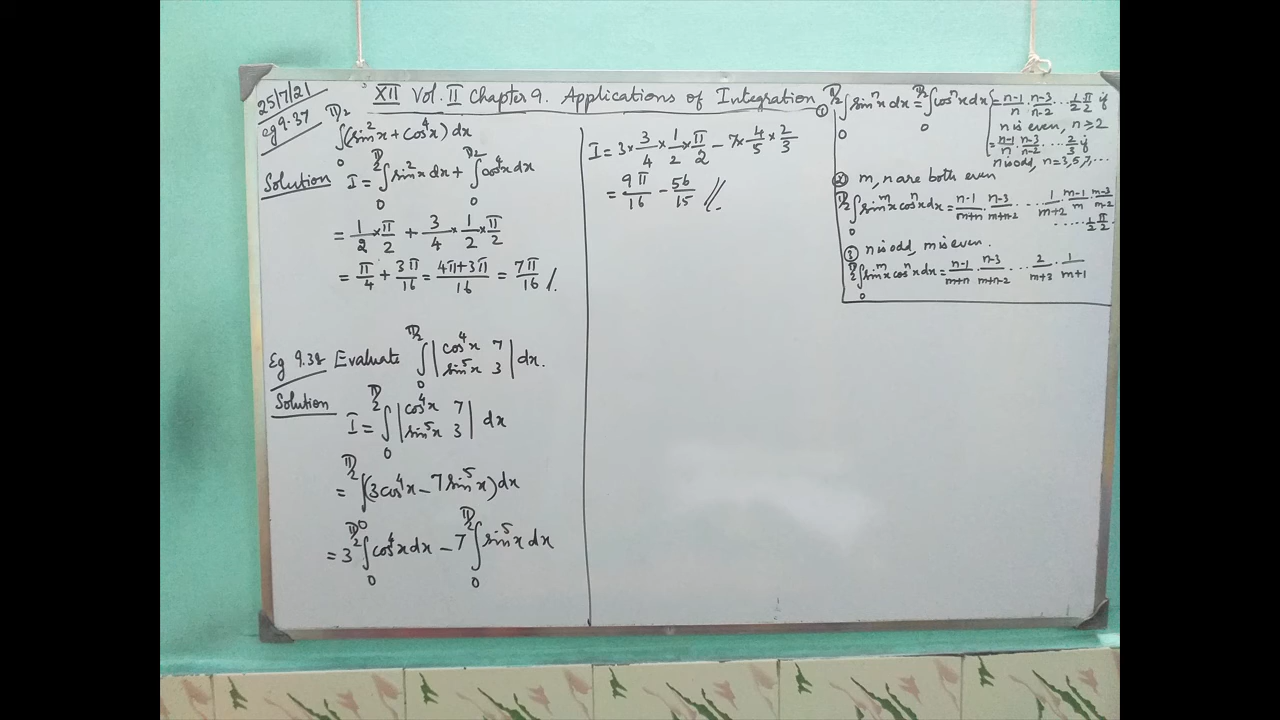 25/7/21
XII Vol. II Chapter 9. Applications of Integration
eg 9.37 ∫₀^(π/2) (sin²x + cos⁴x) dx
Solution I = ∫₀^(π/2) sin²x dx + ∫₀^(π/2) cos⁴x dx
= 1/2 × π/2 + 3/4 × 1/2 × π/2
= π/4 + 3π/16 = (4π+3π)/16 = 7π/16 //.
Eg 9.38 Evaluate ∫₀^(π/2) | cos⁴x 7 ; sin⁵x 3 | dx.
Solution
I = ∫₀^(π/2) | cos⁴x 7 ; sin⁵x 3 | dx
= ∫₀^(π/2) (3cos⁴x − 7sin⁵x) dx
= 3 ∫₀^(π/2) cos⁴x dx − 7 ∫₀^(π/2) sin⁵x dx
I = 3 × 3/4 × 1/2 × π/2 − 7 × 4/5 × 2/3
= 9π/16 − 56/15 //.
① ∫₀^(π/2) sinⁿx dx = ∫₀^(π/2) cosⁿx dx { = (n-1)/n · (n-3)/(n-2) ... 1/2 π/2 if
n is even, n ≥ 2
= (n-1)/n · (n-3)/(n-2) ... 2/3 if
n is odd, n = 3,5,7,...
② m, n are both even
∫₀^(π/2) sinᵐx cosⁿx dx = (n-1)/(m+n) · (n-3)/(m+n-2) ..... 1/(m+2) · (m-1)/m · (m-3)/(m-2)
..... 1/2 π/2 .
③ n is odd, m is even.
∫₀^(π/2) sinᵐx cosⁿx dx = (n-1)/(m+n) · (n-3)/(m+n-2) ... 2/(m+3) · 1/(m+1)